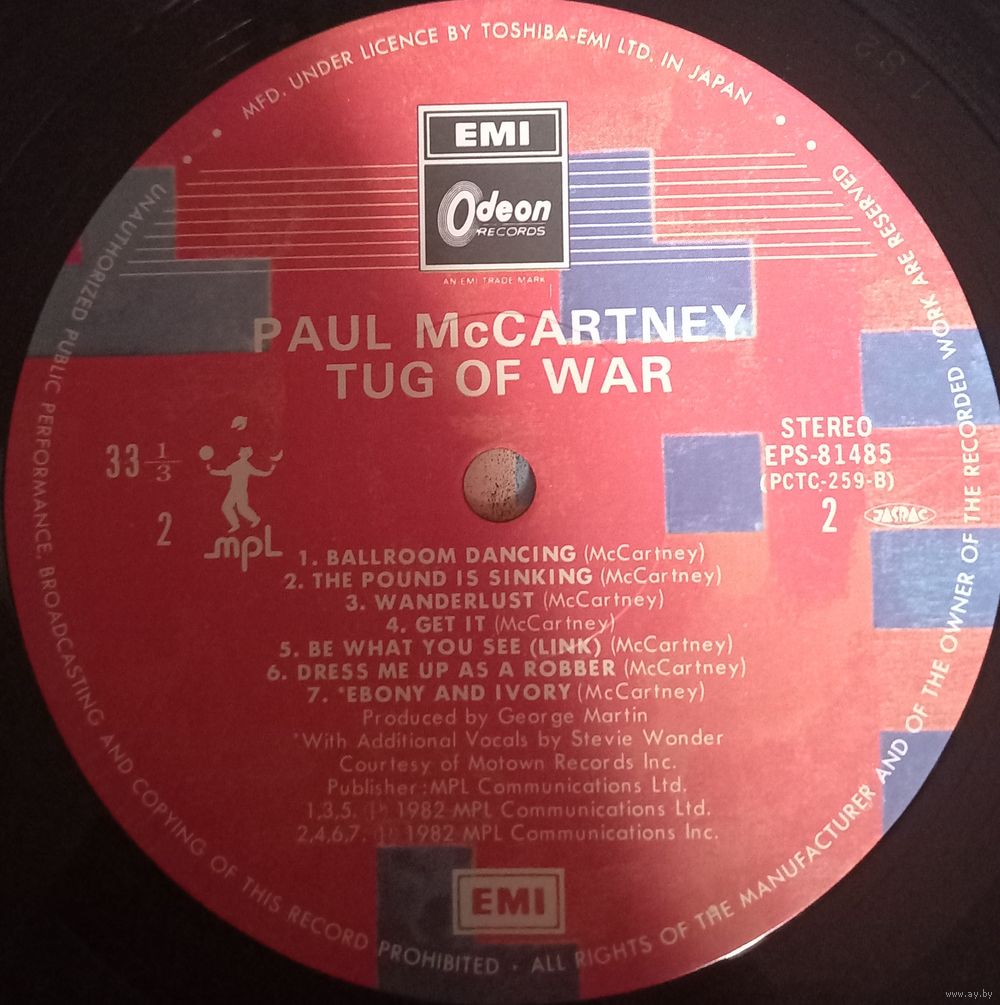 MFD. UNDER LICENCE BY TOSHIBA-EMI LTD. IN JAPAN
EMI
Odeon
RECORDS
AN EMI TRADE MARK
PAUL McCARTNEY
TUG OF WAR
33 1/3
2
mpL
STEREO
EPS-81485
(PCTC-259-B)
2
JASRAC
1. BALLROOM DANCING (McCartney)
2. THE POUND IS SINKING (McCartney)
3. WANDERLUST (McCartney)
4. GET IT (McCartney)
5. BE WHAT YOU SEE (LINK) (McCartney)
6. DRESS ME UP AS A ROBBER (McCartney)
7. *EBONY AND IVORY (McCartney)
Produced by George Martin
*With Additional Vocals by Stevie Wonder
Courtesy of Motown Records Inc.
Publisher: MPL Communications Ltd.
1,3,5. ℗ 1982 MPL Communications Ltd.
2,4,6,7. ℗ 1982 MPL Communications Inc.
EMI
UNAUTHORIZED PUBLIC PERFORMANCE, BROADCASTING AND COPYING OF THIS RECORD PROHIBITED · ALL RIGHTS OF THE MANUFACTURER AND OF THE OWNER OF THE RECORDED WORK ARE RESERVED
www.ay.by